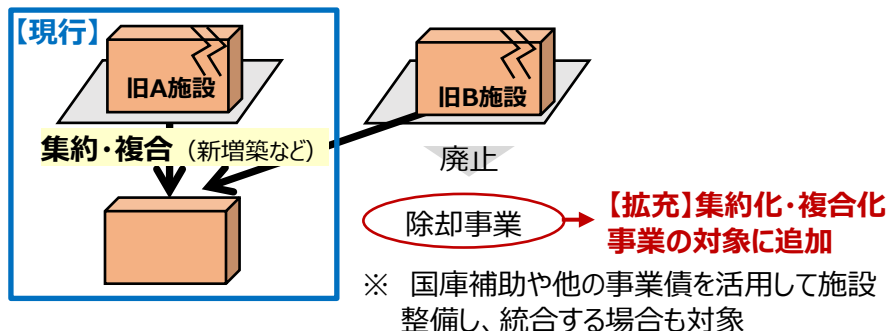 【現行】
旧A施設
旧B施設
集約・複合（新増築など）
廃止
除却事業
【拡充】集約化・複合化
事業の対象に追加
※　国庫補助や他の事業債を活用して施設
整備し、統合する場合も対象